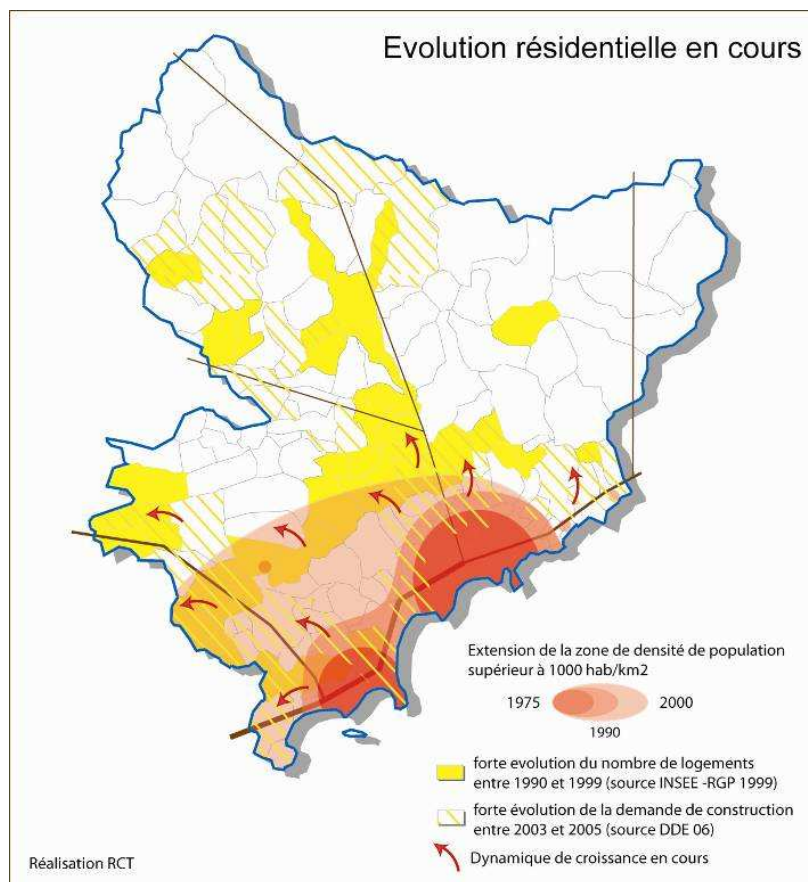 Evolution résidentielle en cours
Extension de la zone de densité de population
supérieur à 1000 hab/km2
1975
2000
1990
forte evolution du nombre de logements
entre 1990 et 1999 (source INSEE -RGP 1999)
forte évolution de la demande de construction
entre 2003 et 2005 (source DDE 06)
Dynamique de croissance en cours
Réalisation RCT